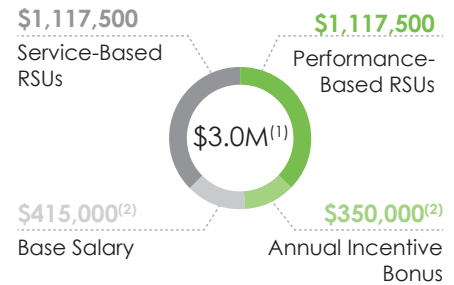 $1,117,500
Service-Based
RSUs
$1,117,500
Performance-
Based RSUs
$3.0M(1)
$415,000(2)
Base Salary
$350,000(2)
Annual Incentive
Bonus